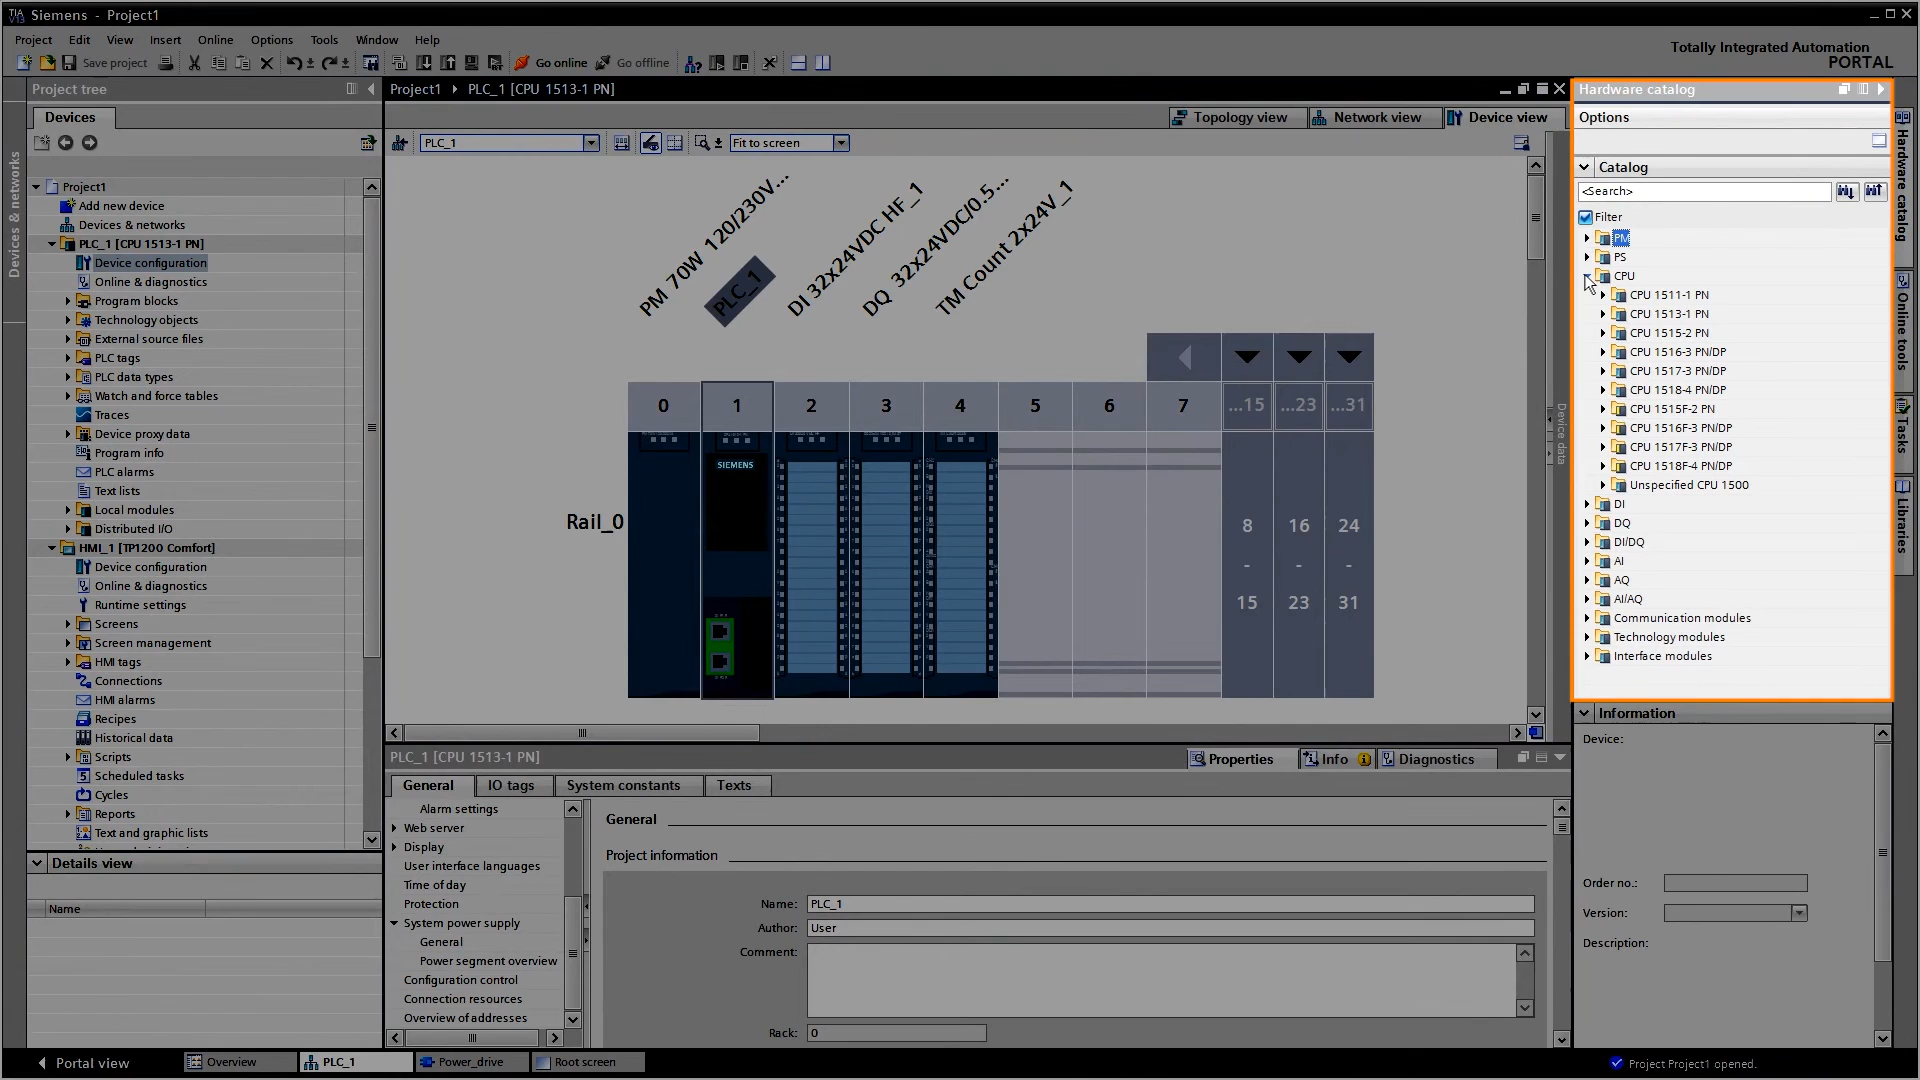 Siemens - Project1
Project Edit View Insert Online Options Tools Window Help
Totally Integrated Automation
PORTAL
Save project
Go online
Go offline
Project tree
Devices
Devices & networks
Project1
Add new device
Devices & networks
PLC_1 [CPU 1513-1 PN]
Device configuration
Online & diagnostics
Program blocks
Technology objects
External source files
PLC tags
PLC data types
Watch and force tables
Traces
Device proxy data
Program info
PLC alarms
Text lists
Local modules
Distributed I/O
HMI_1 [TP1200 Comfort]
Device configuration
Online & diagnostics
Runtime settings
Screens
Screen management
HMI tags
Connections
HMI alarms
Recipes
Historical data
Scripts
Scheduled tasks
Cycles
Reports
Text and graphic lists
Details view
Name
Project1 PLC_1 [CPU 1513-1 PN]
Topology view
Network view
Device view
PLC_1
Fit to screen
PM 70W 120/230V...
PLC_1
DI 32x24VDC HF_1
DQ 32x24VDC/0.5...
TM Count 2x24V_1
0 1 2 3 4 5 6 7 ...15 ...23 ...31
SIEMENS
Rail_0
8 16 24
- - -
15 23 31
Device data
PLC_1 [CPU 1513-1 PN]
Properties
Info
Diagnostics
General
IO tags
System constants
Texts
Alarm settings
Web server
Display
User interface languages
Time of day
Protection
System power supply
General
Power segment overview
Configuration control
Connection resources
Overview of addresses
General
Project information
Name: PLC_1
Author: User
Comment:
Rack: 0
Hardware catalog
Options
Catalog
<Search>
Filter
PM
PS
CPU
CPU 1511-1 PN
CPU 1513-1 PN
CPU 1515-2 PN
CPU 1516-3 PN/DP
CPU 1517-3 PN/DP
CPU 1518-4 PN/DP
CPU 1515F-2 PN
CPU 1516F-3 PN/DP
CPU 1517F-3 PN/DP
CPU 1518F-4 PN/DP
Unspecified CPU 1500
DI
DQ
DI/DQ
AI
AQ
AI/AQ
Communication modules
Technology modules
Interface modules
Information
Device:
Order no.:
Version:
Description:
Hardware catalog
Online tools
Tasks
Libraries
Portal view
Overview
PLC_1
Power_drive
Root screen
Project Project1 opened.